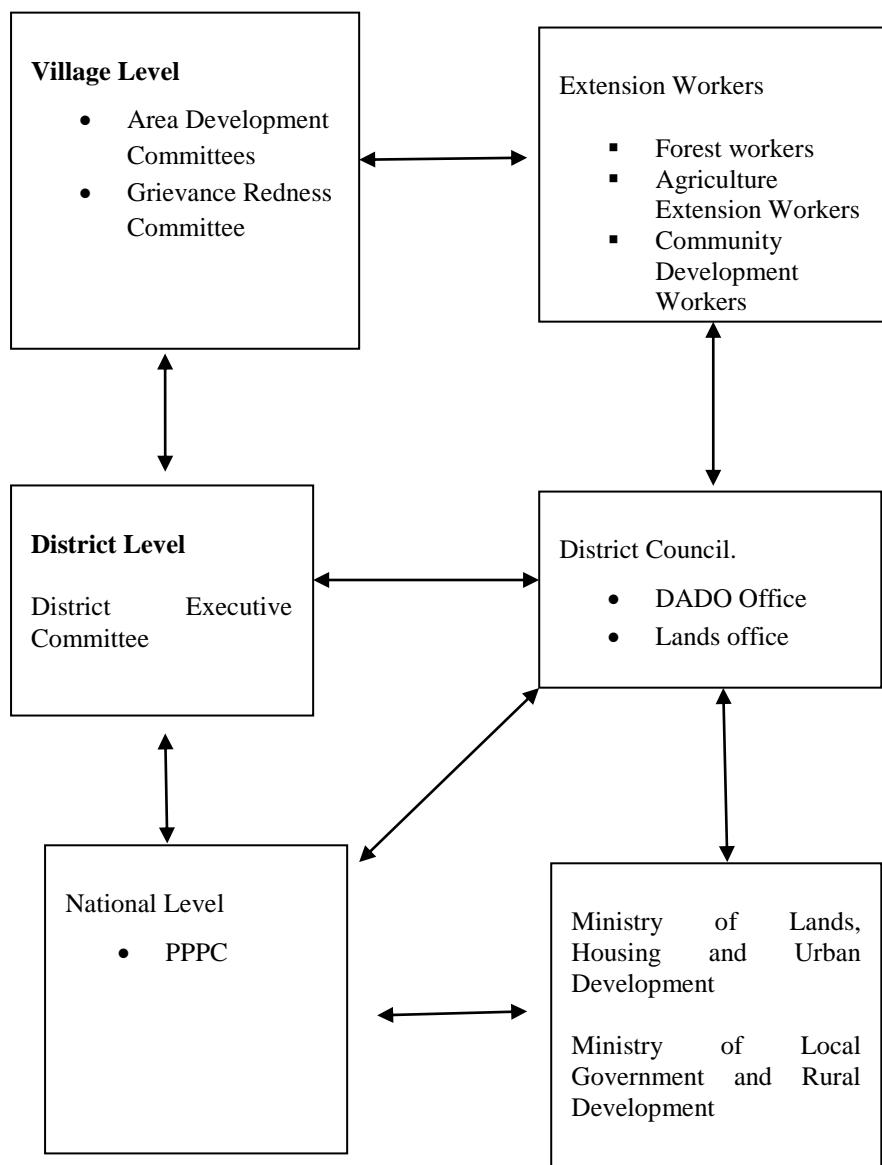 Village Level
• Area Development
Committees
• Grievance Redness
Committee
Extension Workers
▪ Forest workers
▪ Agriculture
Extension Workers
▪ Community
Development
Workers
District Level
District Executive
Committee
District Council.
• DADO Office
• Lands office
National Level
• PPPC
Ministry of Lands,
Housing and Urban
Development
Ministry of Local
Government and Rural
Development